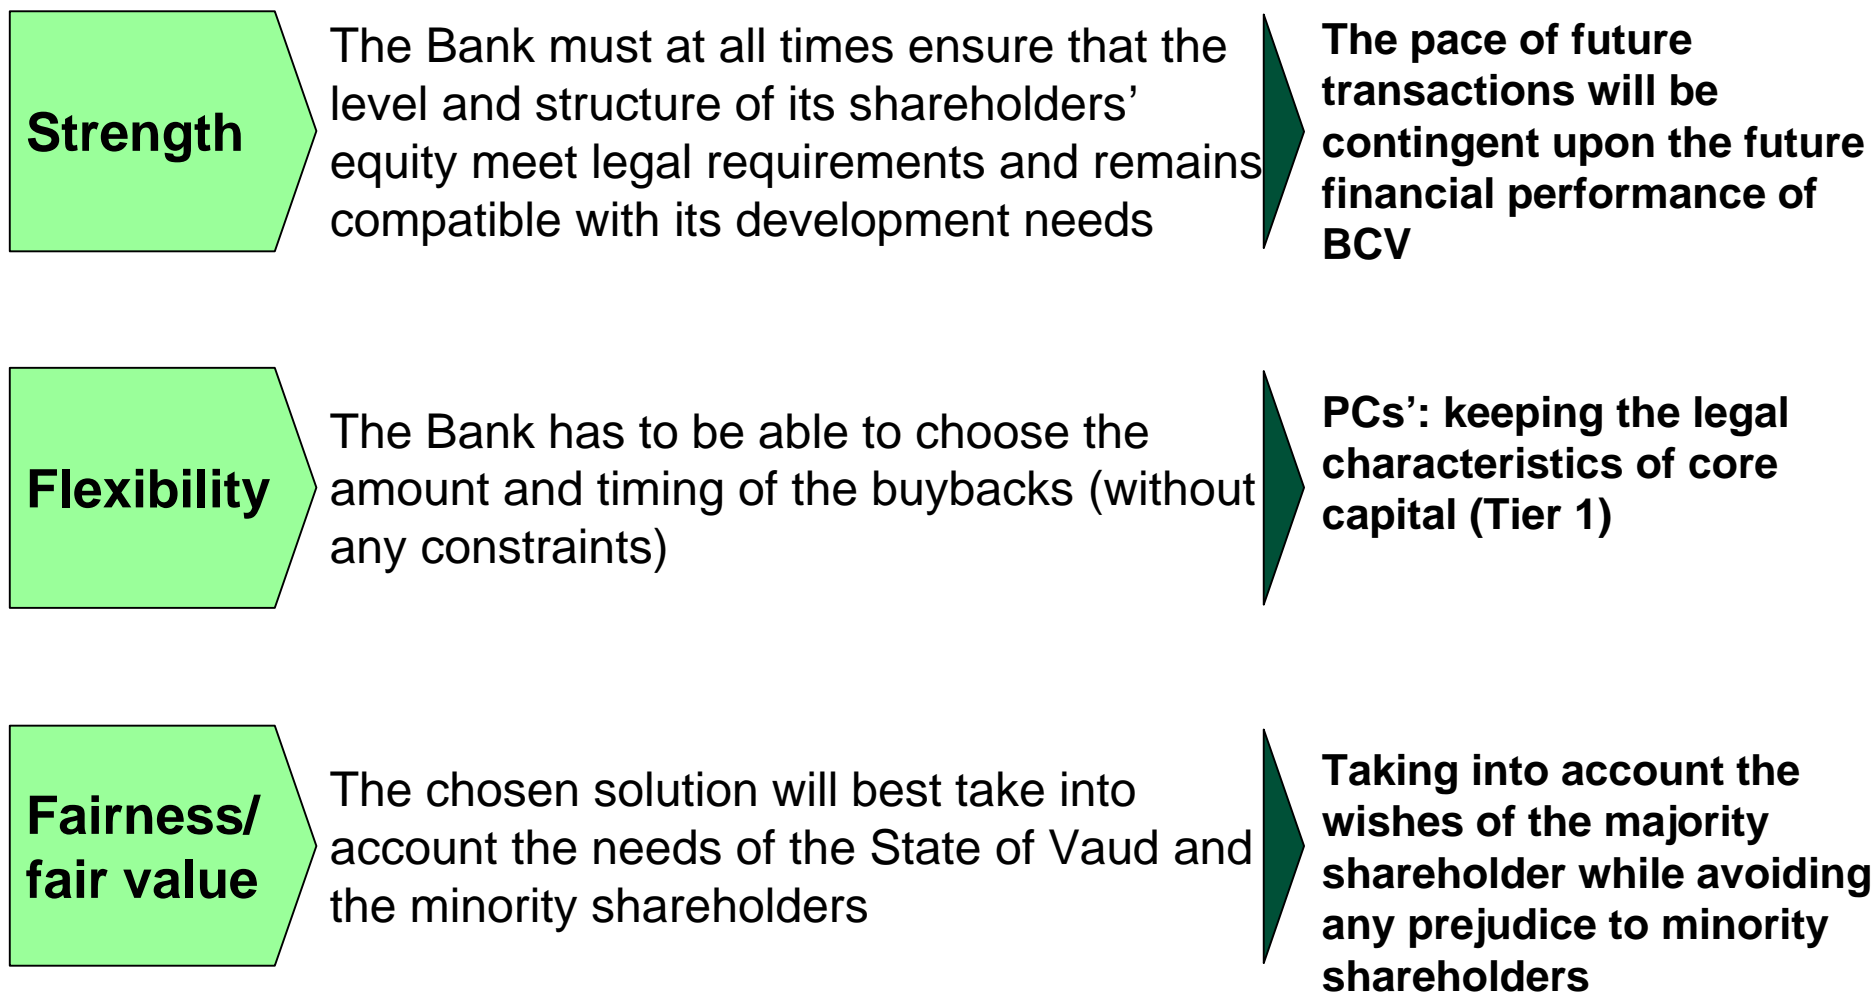 Strength
The Bank must at all times ensure that the
level and structure of its shareholders’
equity meet legal requirements and remains
compatible with its development needs
The pace of future
transactions will be
contingent upon the future
financial performance of
BCV
Flexibility
The Bank has to be able to choose the
amount and timing of the buybacks (without
any constraints)
PCs’: keeping the legal
characteristics of core
capital (Tier 1)
Fairness/
fair value
The chosen solution will best take into
account the needs of the State of Vaud and
the minority shareholders
Taking into account the
wishes of the majority
shareholder while avoiding
any prejudice to minority
shareholders